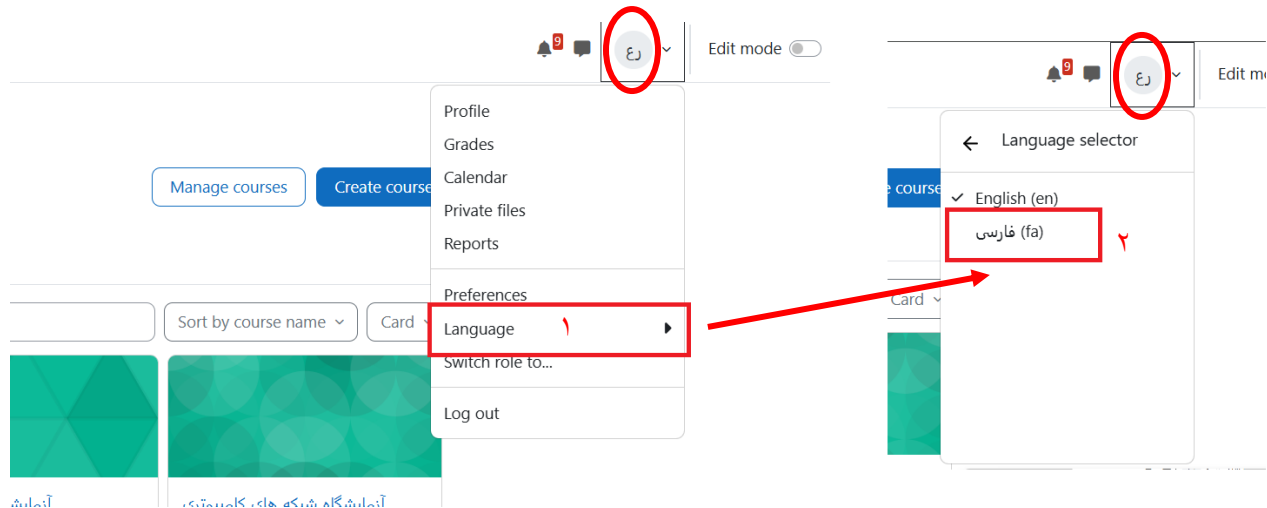 9
رع
Edit mode
Profile
Grades
Calendar
Private files
Reports
Preferences
Language
۱
Switch role to...
Log out
Manage courses
Create course
Sort by course name
Card
آزمایشگاه شبکه های کامپیوتری
9
رع
Edit
Language selector
English (en)
فارسی (fa)
۲
course
Card